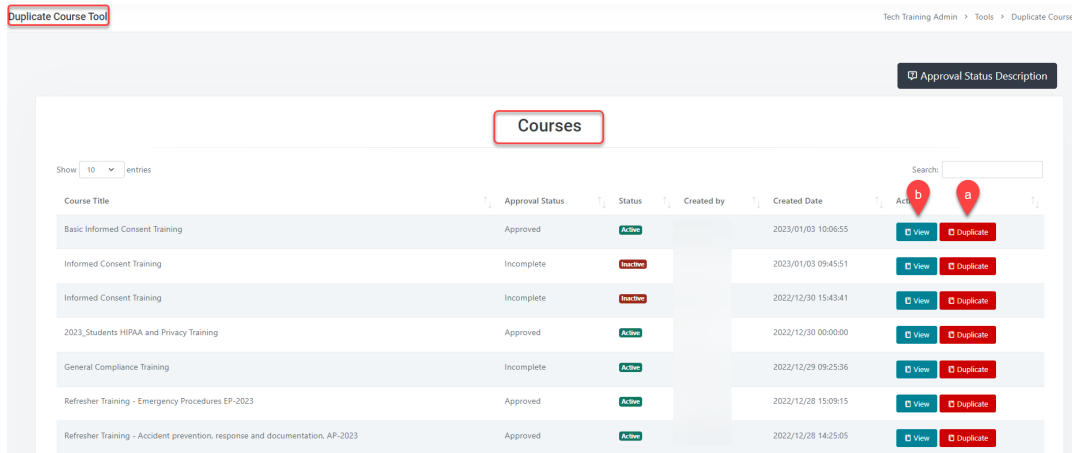 Duplicate Course Tool
Tech Training Admin > Tools > Duplicate Course
Approval Status Description
Courses
Show 10 entries
Search:
b a
Course Title Approval Status Status Created by Created Date
Basic Informed Consent Training Approved Active 2023/01/03 10:06:55 View Duplicate
Informed Consent Training Incomplete Inactive 2023/01/03 09:45:51 View Duplicate
Informed Consent Training Incomplete Inactive 2022/12/30 15:43:41 View Duplicate
2023_Students HIPAA and Privacy Training Approved Active 2022/12/30 00:00:00 View Duplicate
General Compliance Training Incomplete Active 2022/12/29 09:25:36 View Duplicate
Refresher Training - Emergency Procedures EP-2023 Approved Active 2022/12/28 15:09:15 View Duplicate
Refresher Training - Accident prevention, response and documentation, AP-2023 Approved Active 2022/12/28 14:25:05 View Duplicate